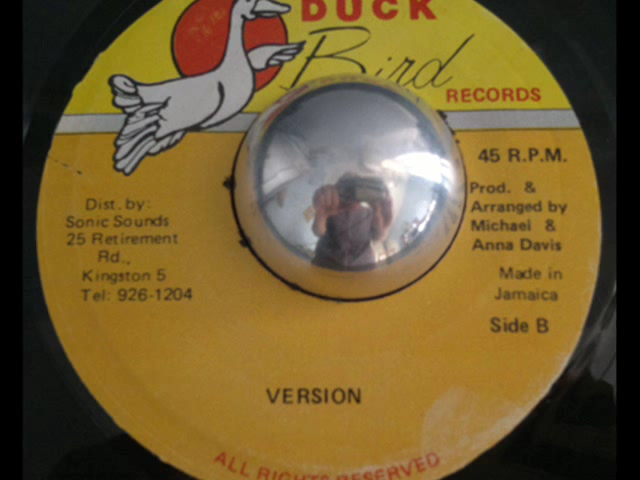 DUCK
Bird
RECORDS
45 R.P.M.
Prod. &
Arranged by
Michael &
Anna Davis
Made in
Jamaica
Side B
Dist. by:
Sonic Sounds
25 Retirement
Rd.,
Kingston 5
Tel: 926-1204
VERSION
ALL RIGHTS RESERVED